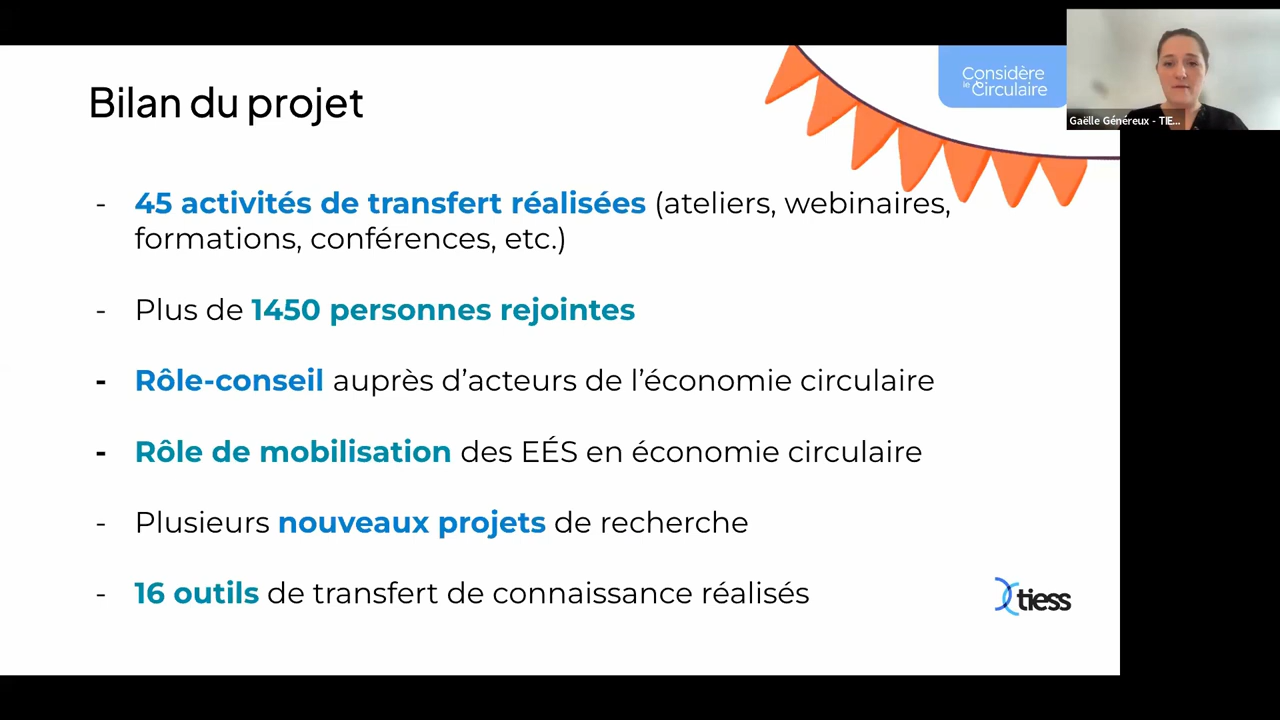 Considère
le Circulaire
Gaëlle Généreux - TIE...
Bilan du projet
- 45 activités de transfert réalisées (ateliers, webinaires,
formations, conférences, etc.)
- Plus de 1450 personnes rejointes
- Rôle-conseil auprès d’acteurs de l’économie circulaire
- Rôle de mobilisation des EÉS en économie circulaire
- Plusieurs nouveaux projets de recherche
- 16 outils de transfert de connaissance réalisés
tiess